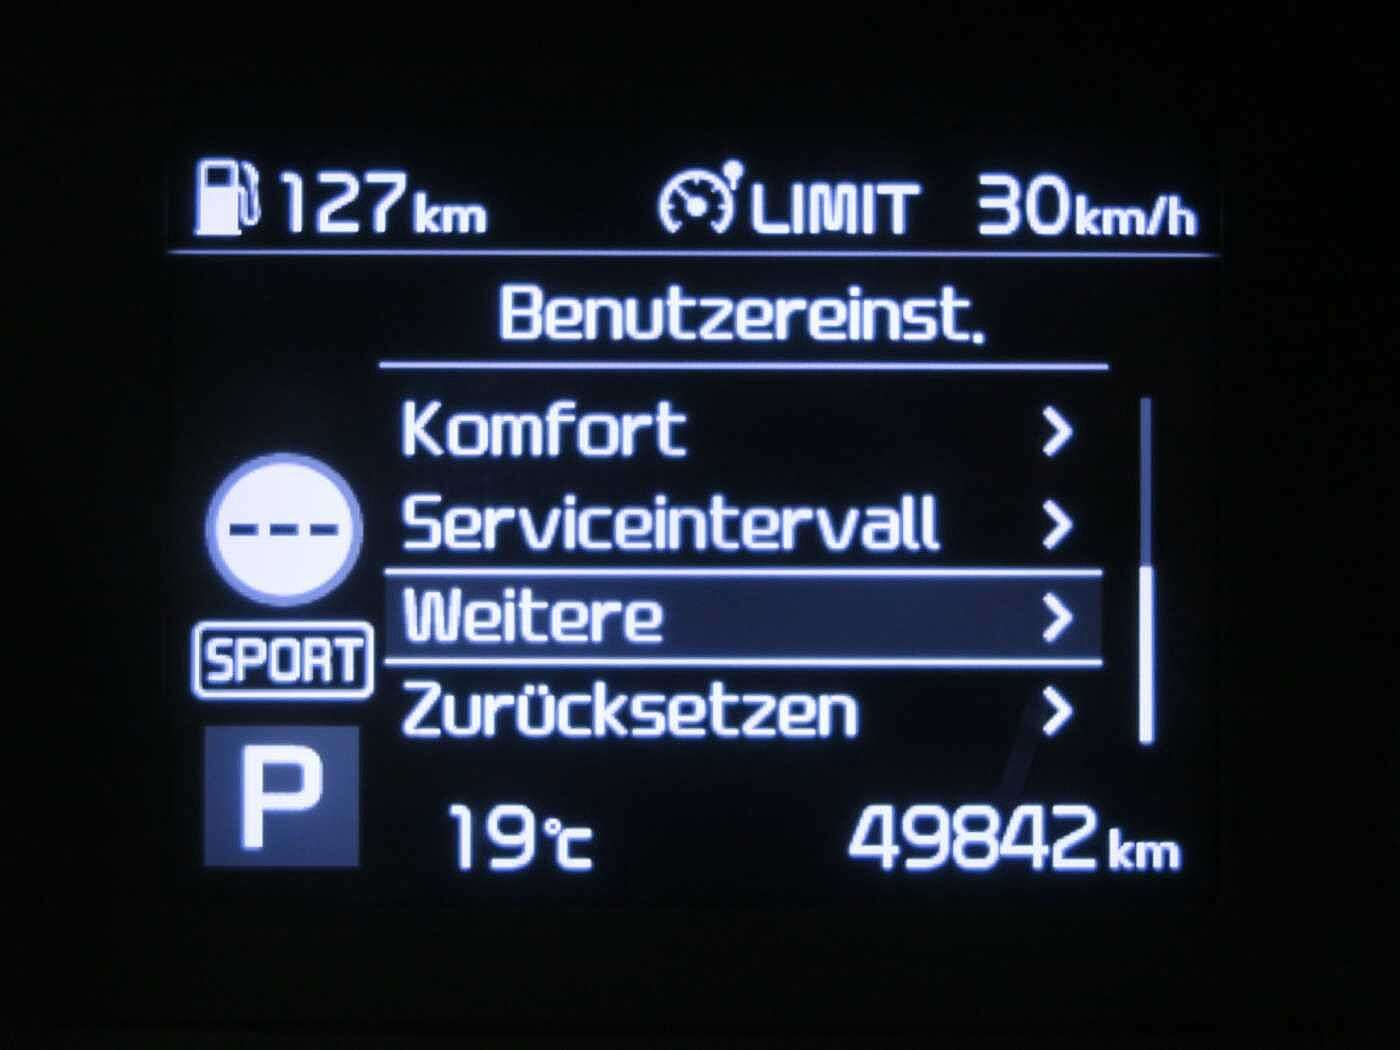 127km LIMIT 30km/h
Benutzereinst.
Komfort
Serviceintervall
---
Weitere
SPORT
Zurücksetzen
P
19°C 49842km